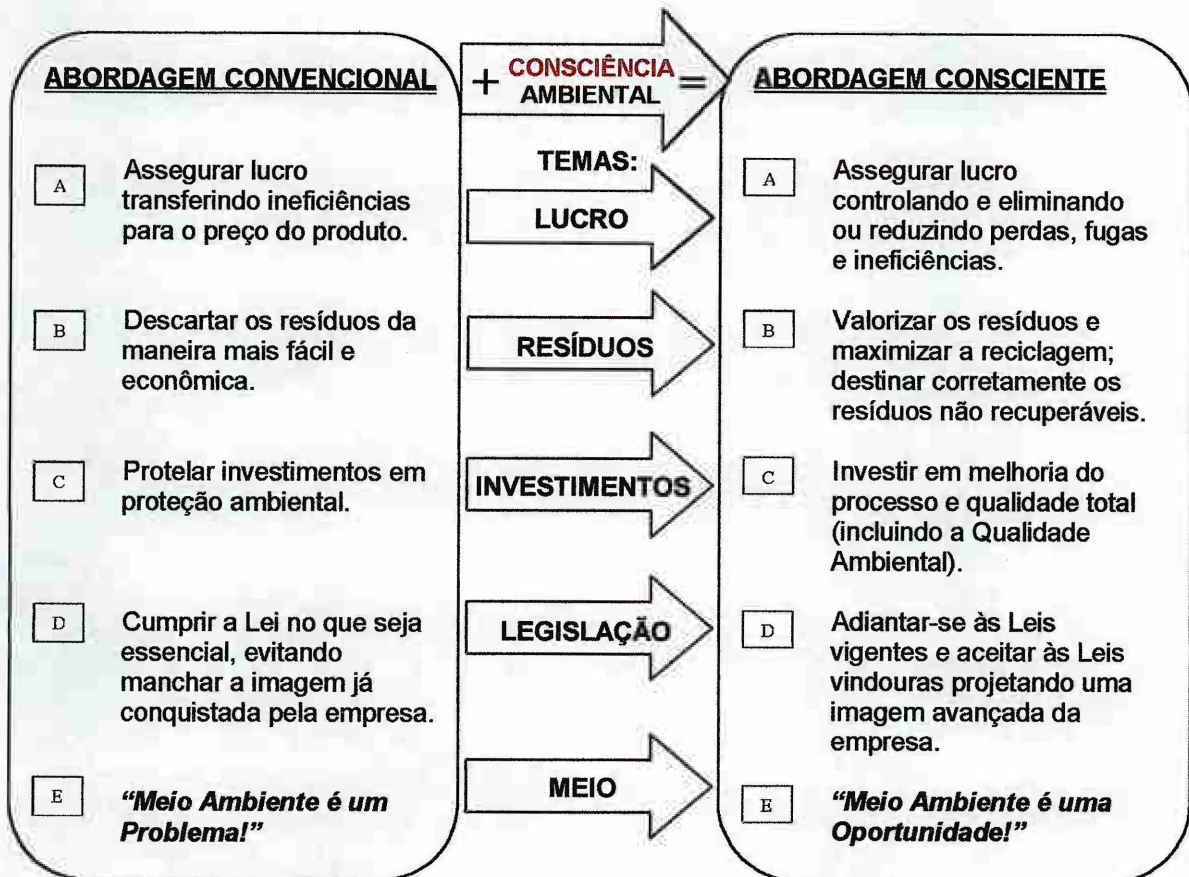 ABORDAGEM CONVENCIONAL
A
Assegurar lucro
transferindo ineficiências
para o preço do produto.
B
Descartar os resíduos da
maneira mais fácil e
econômica.
C
Protelar investimentos em
proteção ambiental.
D
Cumprir a Lei no que seja
essencial, evitando
manchar a imagem já
conquistada pela empresa.
E
“Meio Ambiente é um
Problema!”
+ CONSCIÊNCIA
AMBIENTAL =
TEMAS:
LUCRO
RESÍDUOS
INVESTIMENTOS
LEGISLAÇÃO
MEIO
ABORDAGEM CONSCIENTE
A
Assegurar lucro
controlando e eliminando
ou reduzindo perdas, fugas
e ineficiências.
B
Valorizar os resíduos e
maximizar a reciclagem;
destinar corretamente os
resíduos não recuperáveis.
C
Investir em melhoria do
processo e qualidade total
(incluindo a Qualidade
Ambiental).
D
Adiantar-se às Leis
vigentes e aceitar às Leis
vindouras projetando uma
imagem avançada da
empresa.
E
“Meio Ambiente é uma
Oportunidade!”